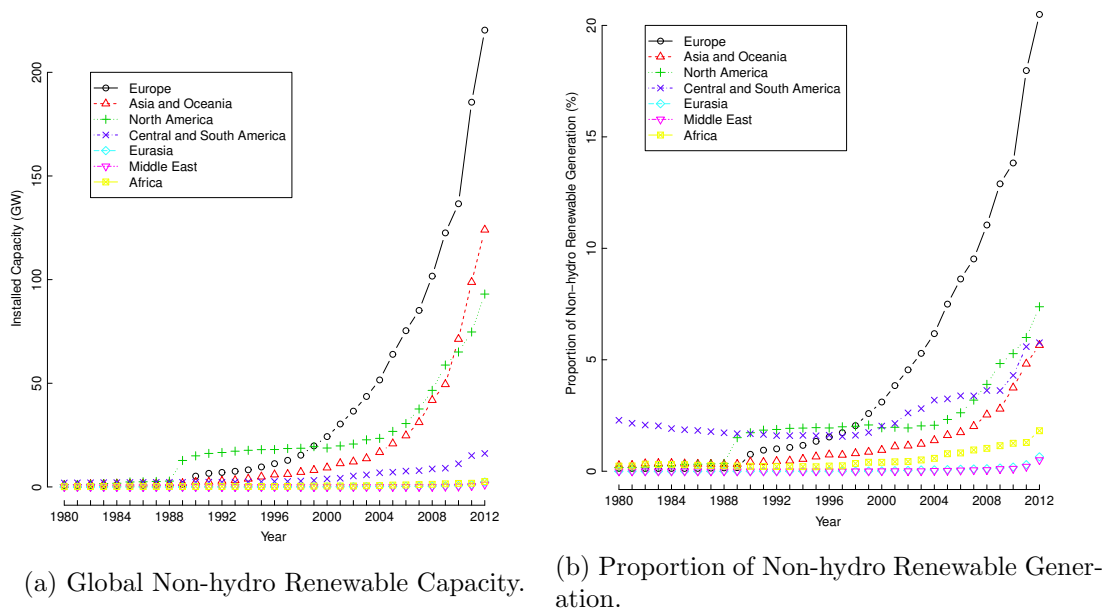 Installed Capacity (GW)
0
50
100
150
200
Europe
Asia and Oceania
North America
Central and South America
Eurasia
Middle East
Africa
1980
1984
1988
1992
1996
2000
2004
2008
2012
Year
(a) Global Non-hydro Renewable Capacity.
Proportion of Non−hydro Renewable Generation (%)
0
5
10
15
20
Europe
Asia and Oceania
North America
Central and South America
Eurasia
Middle East
Africa
1980
1984
1988
1992
1996
2000
2004
2008
2012
Year
(b) Proportion of Non-hydro Renewable Gener-
ation.